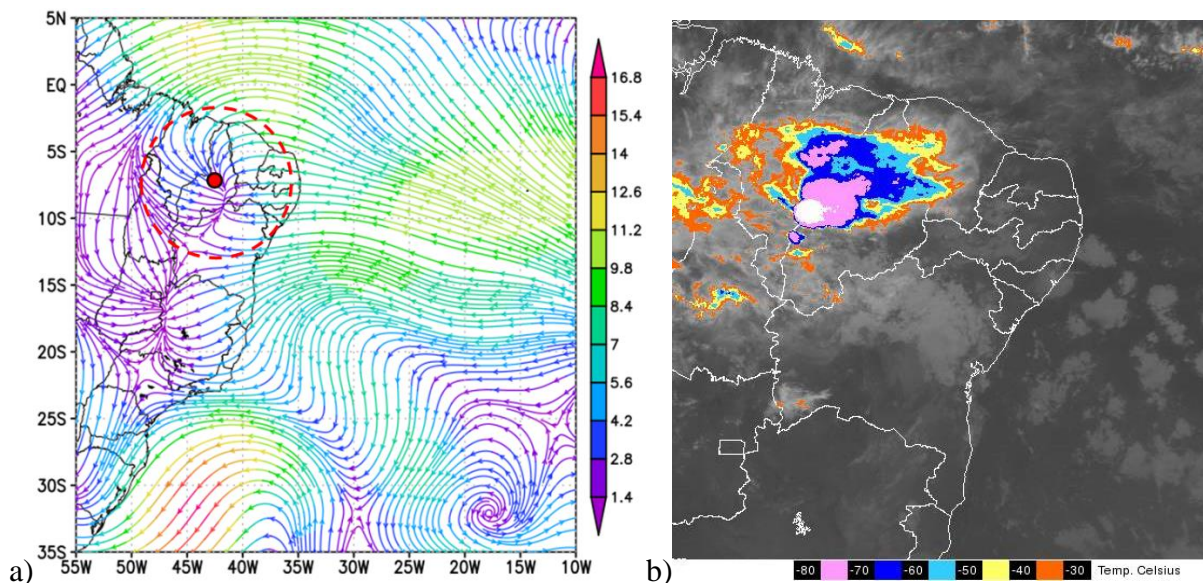 5N
EQ
5S
10S
15S
20S
25S
30S
35S
55W 50W 45W 40W 35W 30W 25W 20W 15W 10W
16.8
15.4
14
12.6
11.2
9.8
8.4
7
5.6
4.2
2.8
1.4
a)
b)
-80 -70 -60 -50 -40 -30 Temp. Celsius